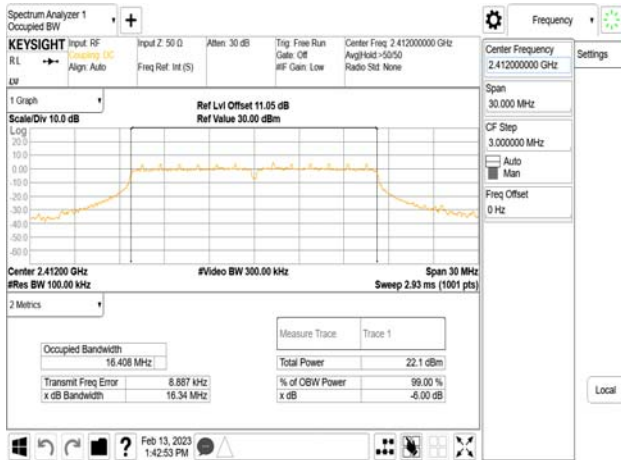 Spectrum Analyzer 1
Occupied BW
+
Frequency
KEYSIGHT
RL
Input: RF
Coupling: DC
Align: Auto
Input Z: 50 Ω
Freq Ref: Int (S)
Atten: 30 dB
Trig: Free Run
Gate: Off
#IF Gain: Low
Center Freq: 2.412000000 GHz
Avg|Hold:>50/50
Radio Std: None
Center Frequency
2.412000000 GHz
Settings
Span
30.000 MHz
CF Step
3.000000 MHz
Auto
Man
Freq Offset
0 Hz
Local
1 Graph
Scale/Div 10.0 dB
Ref Lvl Offset 11.05 dB
Ref Value 30.00 dBm
Log
20.0
10.0
0.00
-10.0
-20.0
-30.0
-40.0
-50.0
-60.0
Center 2.41200 GHz
#Res BW 100.00 kHz
#Video BW 300.00 kHz
Span 30 MHz
Sweep 2.93 ms (1001 pts)
2 Metrics
Measure Trace Trace 1
Occupied Bandwidth
16.408 MHz
Total Power 22.1 dBm
Transmit Freq Error 8.887 kHz
% of OBW Power 99.00 %
x dB Bandwidth 16.34 MHz
x dB -6.00 dB
?
Feb 13, 2023
1:42:53 PM